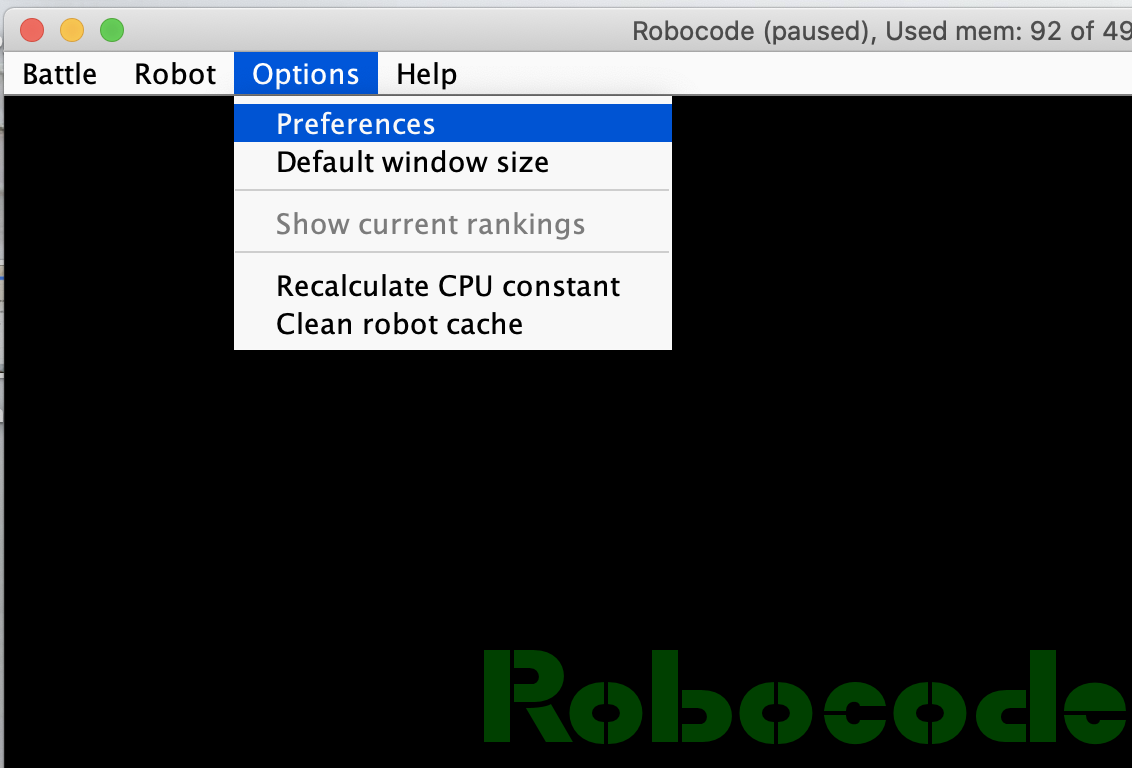 Robocode (paused), Used mem: 92 of 49
Battle Robot Options Help
Preferences
Default window size
Show current rankings
Recalculate CPU constant
Clean robot cache
Robocode